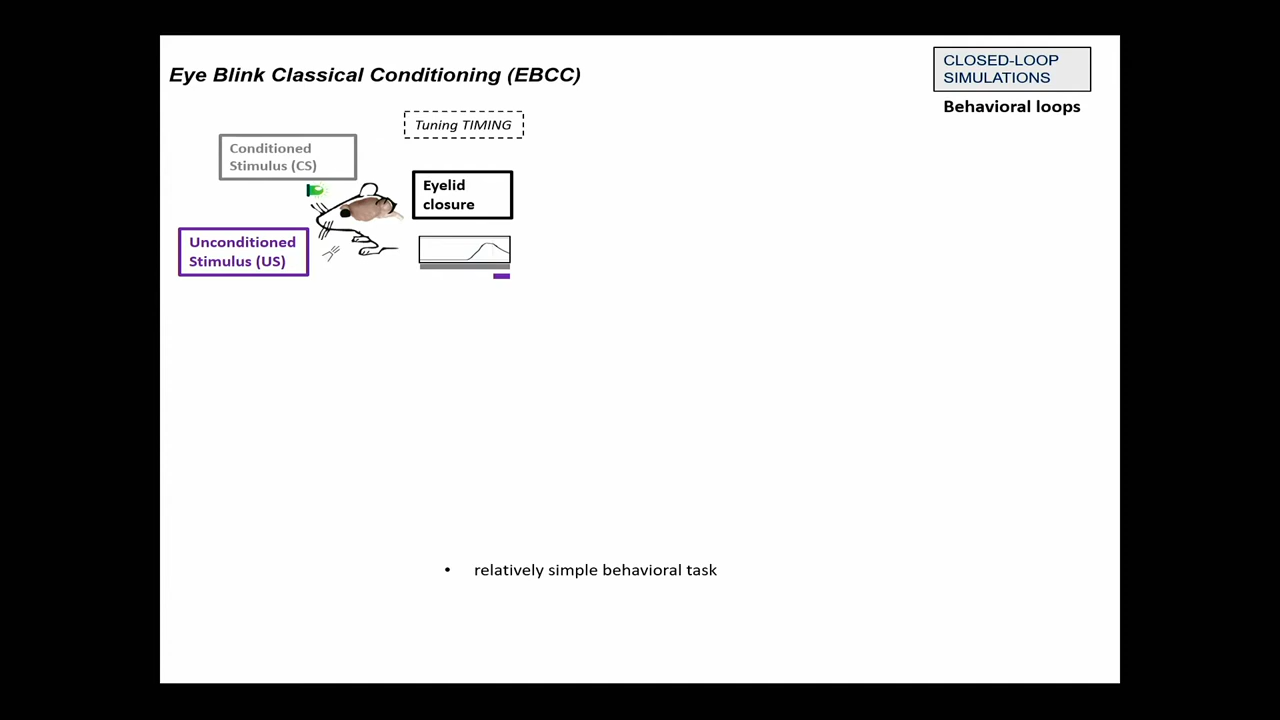 Eye Blink Classical Conditioning (EBCC)
CLOSED-LOOP
SIMULATIONS
Behavioral loops
Tuning TIMING
Conditioned
Stimulus (CS)
Eyelid
closure
Unconditioned
Stimulus (US)
• relatively simple behavioral task